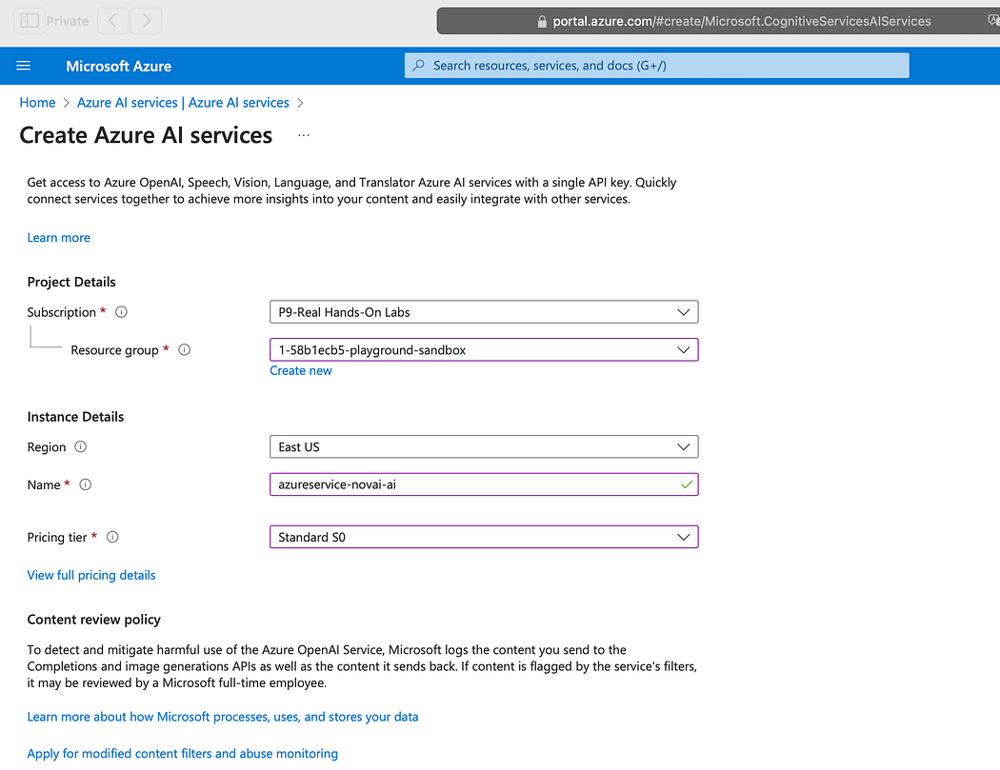 Private
portal.azure.com/#create/Microsoft.CognitiveServicesAIServices
Microsoft Azure
Search resources, services, and docs (G+/)
Home > Azure AI services | Azure AI services >
Create Azure AI services ...
Get access to Azure OpenAI, Speech, Vision, Language, and Translator Azure AI services with a single API key. Quickly
connect services together to achieve more insights into your content and easily integrate with other services.
Learn more
Project Details
Subscription *
P9-Real Hands-On Labs
Resource group *
1-58b1ecb5-playground-sandbox
Create new
Instance Details
Region
East US
Name *
azureservice-novai-ai
Pricing tier *
Standard S0
View full pricing details
Content review policy
To detect and mitigate harmful use of the Azure OpenAI Service, Microsoft logs the content you send to the
Completions and image generations APIs as well as the content it sends back. If content is flagged by the service's filters,
it may be reviewed by a Microsoft full-time employee.
Learn more about how Microsoft processes, uses, and stores your data
Apply for modified content filters and abuse monitoring